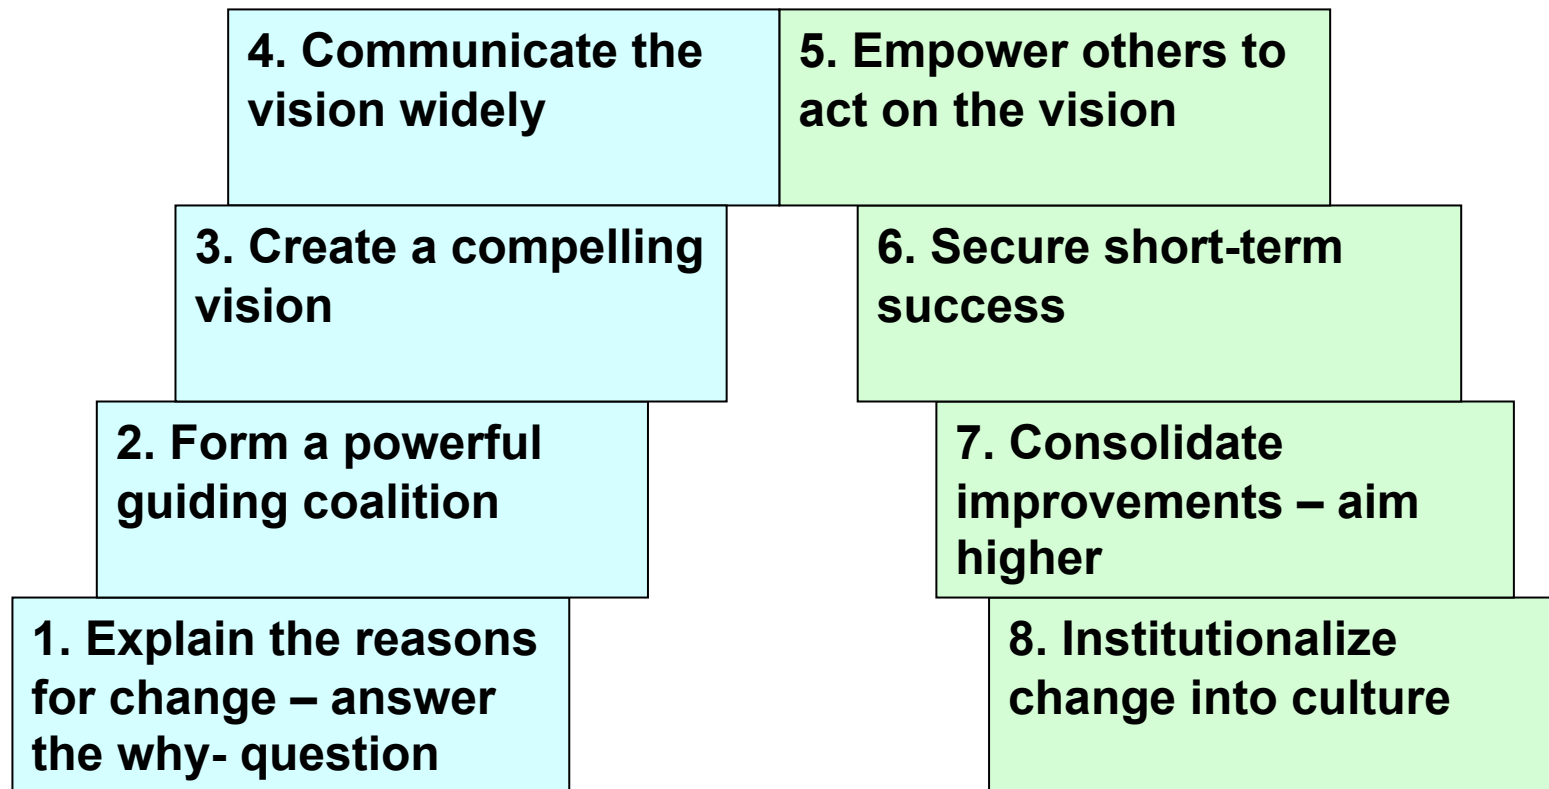 4. Communicate the
vision widely
5. Empower others to
act on the vision
3. Create a compelling
vision
6. Secure short-term
success
2. Form a powerful
guiding coalition
7. Consolidate
improvements – aim
higher
1. Explain the reasons
for change – answer
the why- question
8. Institutionalize
change into culture